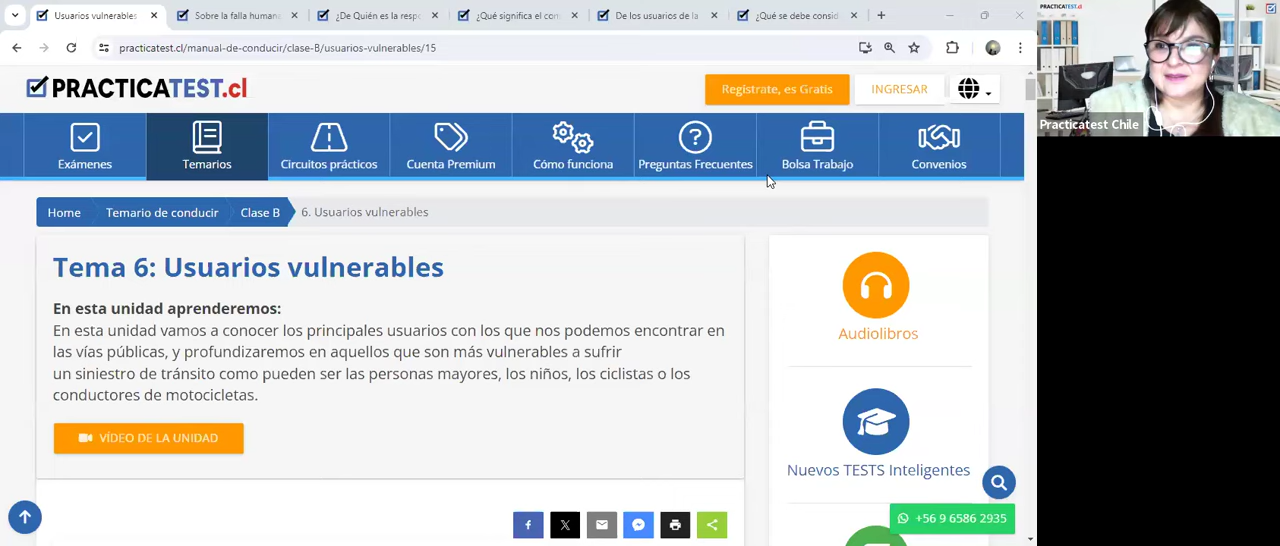 Usuarios vulnerables
Sobre la falla humana
¿De Quién es la resp
¿Qué significa el con
De los usuarios de la
¿Qué se debe consid
practicatest.cl/manual-de-conducir/clase-B/usuarios-vulnerables/15
PRACTICATEST.cl
Practicatest Chile
PRACTICATEST.cl
Regístrate, es Gratis
INGRESAR
Exámenes
Temarios
Circuitos prácticos
Cuenta Premium
Cómo funciona
Preguntas Frecuentes
Bolsa Trabajo
Convenios
Home
Temario de conducir
Clase B
6. Usuarios vulnerables
Tema 6: Usuarios vulnerables
En esta unidad aprenderemos:
En esta unidad vamos a conocer los principales usuarios con los que nos podemos encontrar en
las vías públicas, y profundizaremos en aquellos que son más vulnerables a sufrir
un siniestro de tránsito como pueden ser las personas mayores, los niños, los ciclistas o los
conductores de motocicletas.
VÍDEO DE LA UNIDAD
Audiolibros
Nuevos TESTS Inteligentes
+56 9 6586 2935